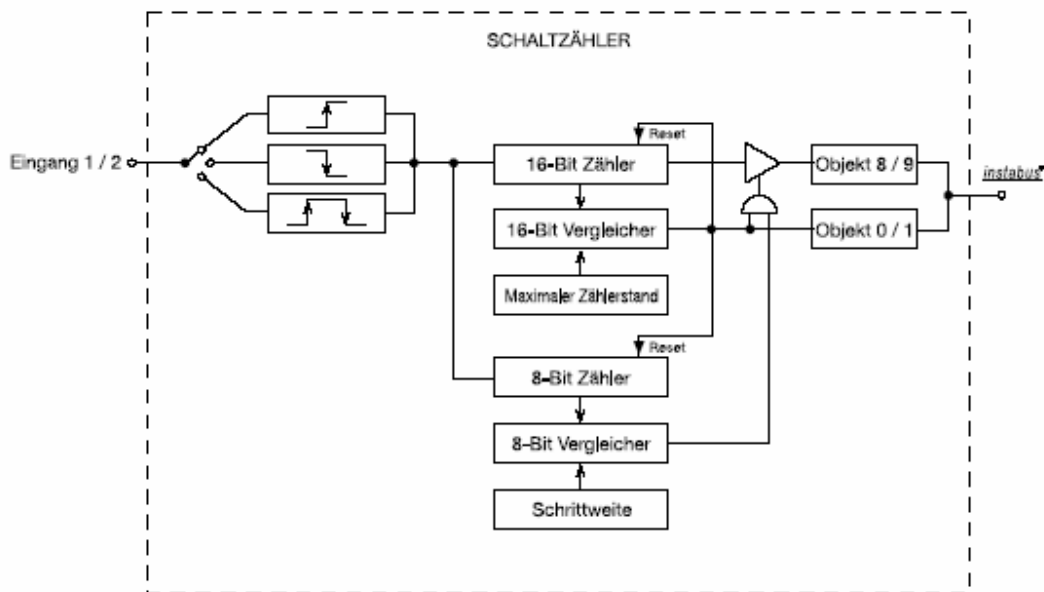 SCHALTZÄHLER
Eingang 1 / 2
Reset
16-Bit Zähler
Objekt 8 / 9
instabus
16-Bit Vergleicher
Objekt 0 / 1
Maximaler Zählerstand
Reset
8-Bit Zähler
8-Bit Vergleicher
Schrittweite